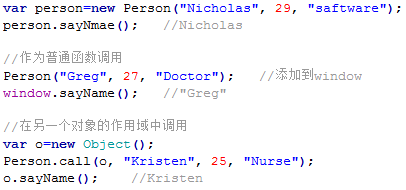 var person=new Person("Nicholas", 29, "saftware");
person.sayNmae();   //Nicholas
//作为普通函数调用
Person("Greg", 27, "Doctor");   //添加到window
window.sayName();   //"Greg"
//在另一个对象的作用域中调用
var o=new Object();
Person.call(o, "Kristen", 25, "Nurse");
o.sayName();    //Kristen